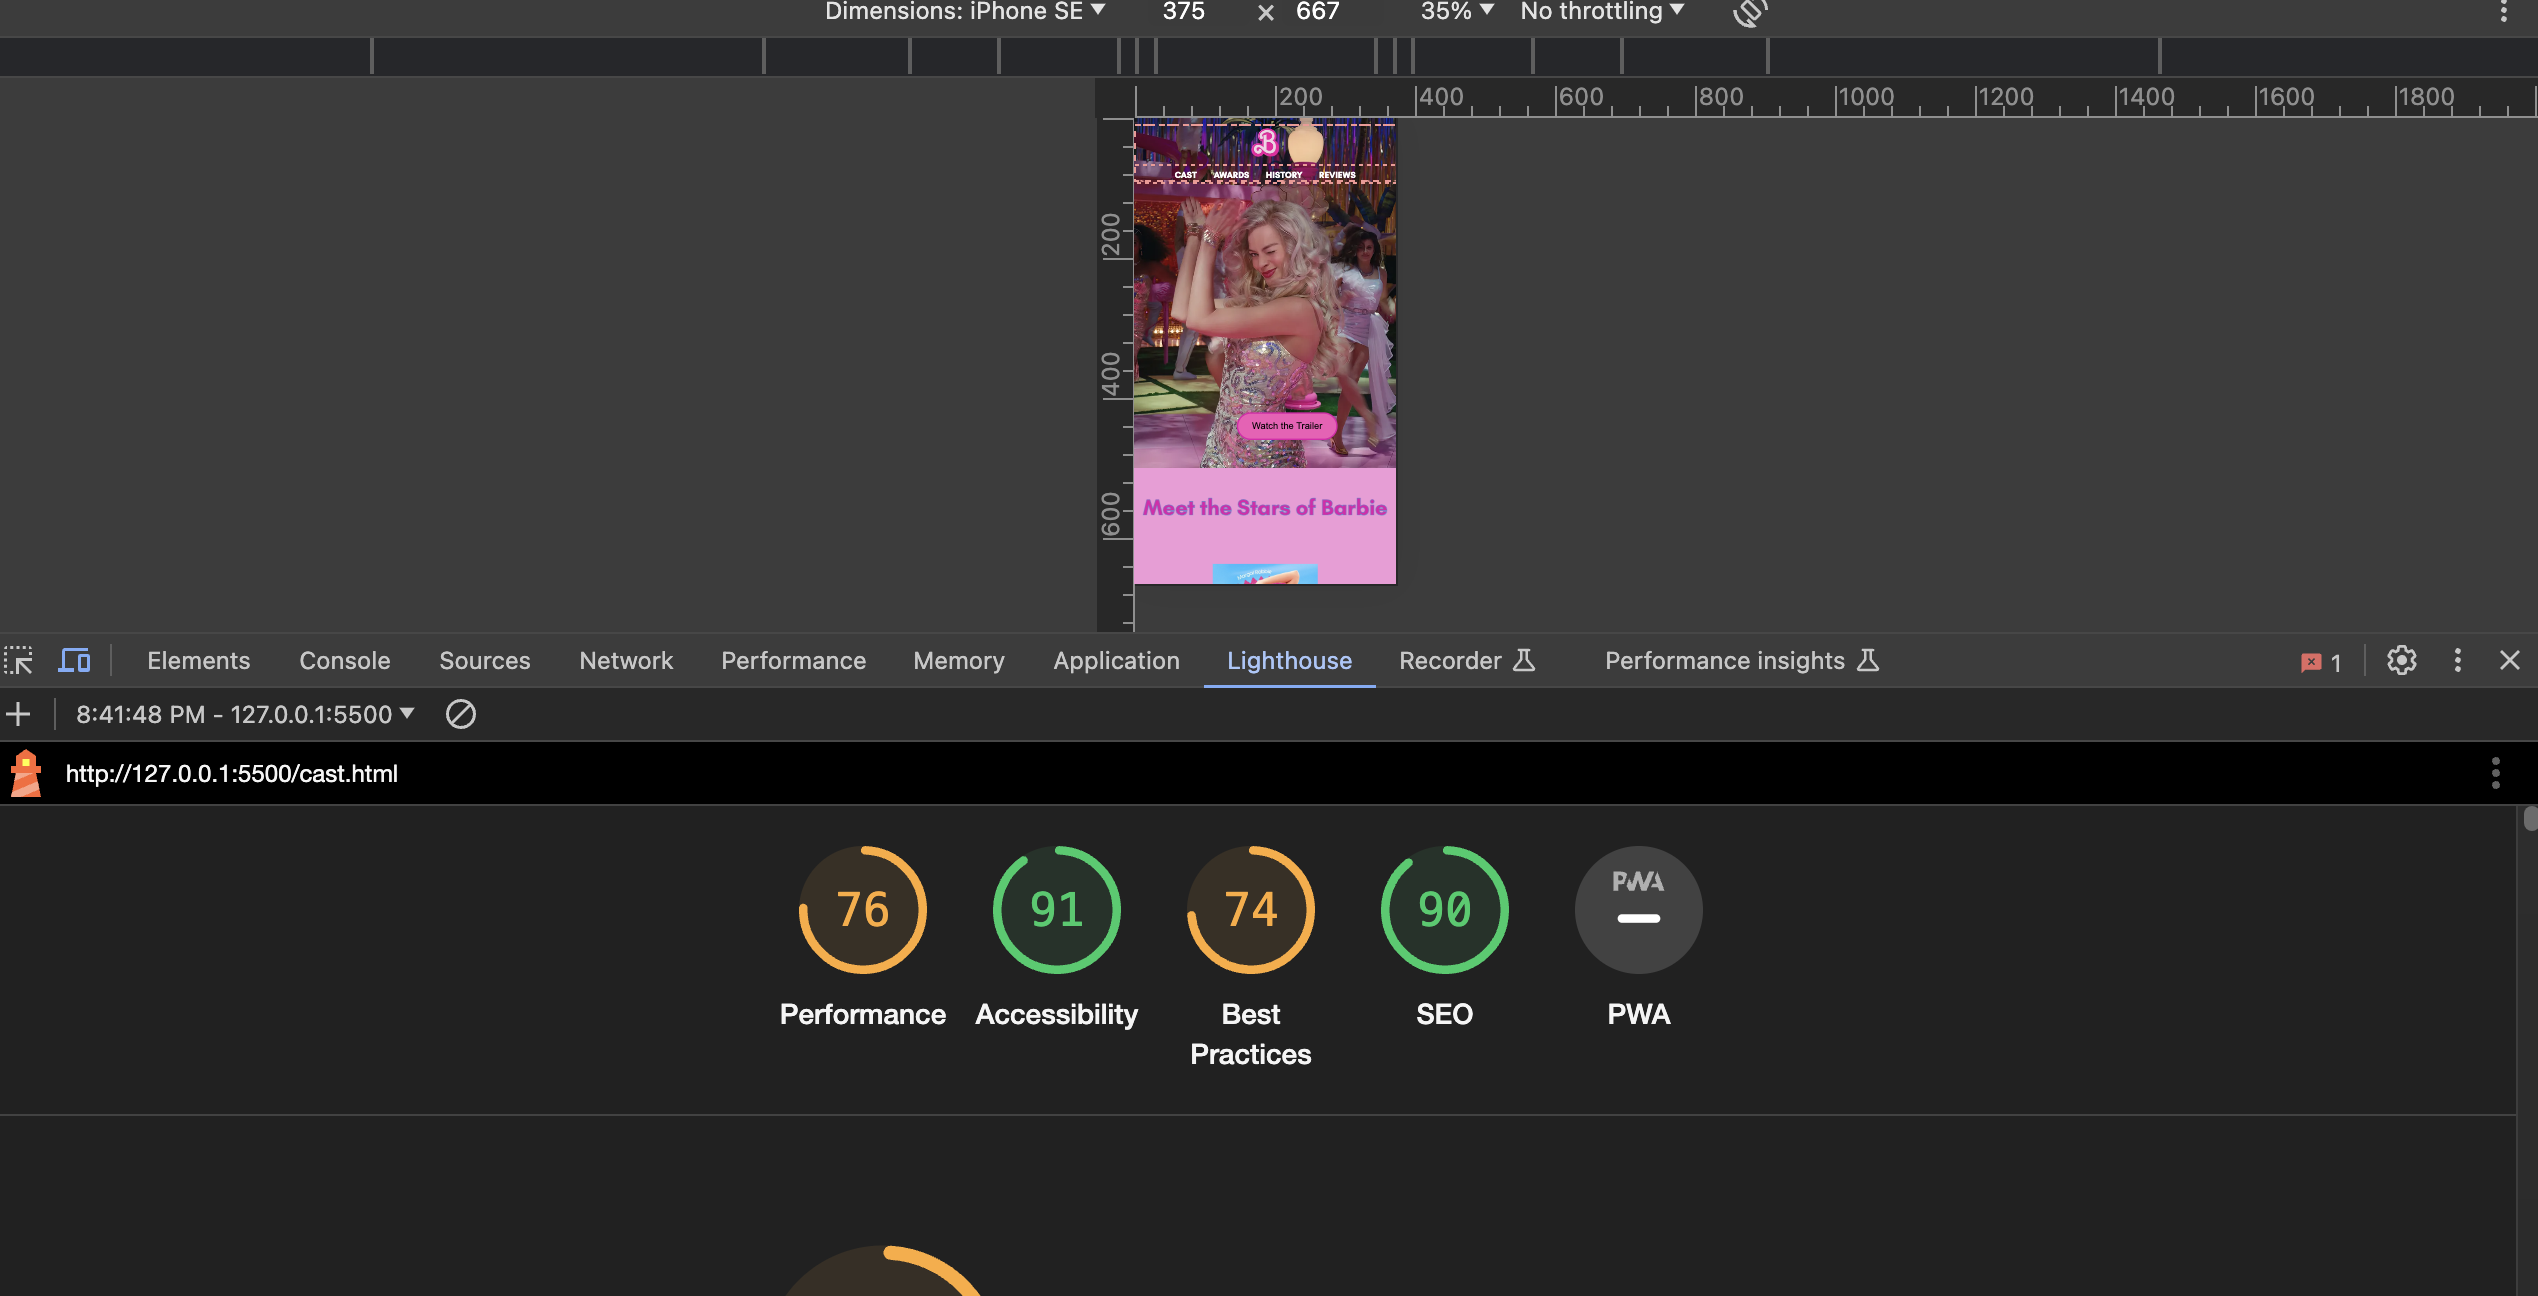 Dimensions: iPhone SE 375 × 667 35% No throttling
200 400 600 800 1000 1200 1400 1600 1800
200
400
600
B
CAST AWARDS HISTORY REVIEWS
Watch the Trailer
Meet the Stars of Barbie
Elements Console Sources Network Performance Memory Application Lighthouse Recorder Performance insights 1
8:41:48 PM - 127.0.0.1:5500
http://127.0.0.1:5500/cast.html
76 91 74 90 PWA
Performance Accessibility Best Practices SEO PWA